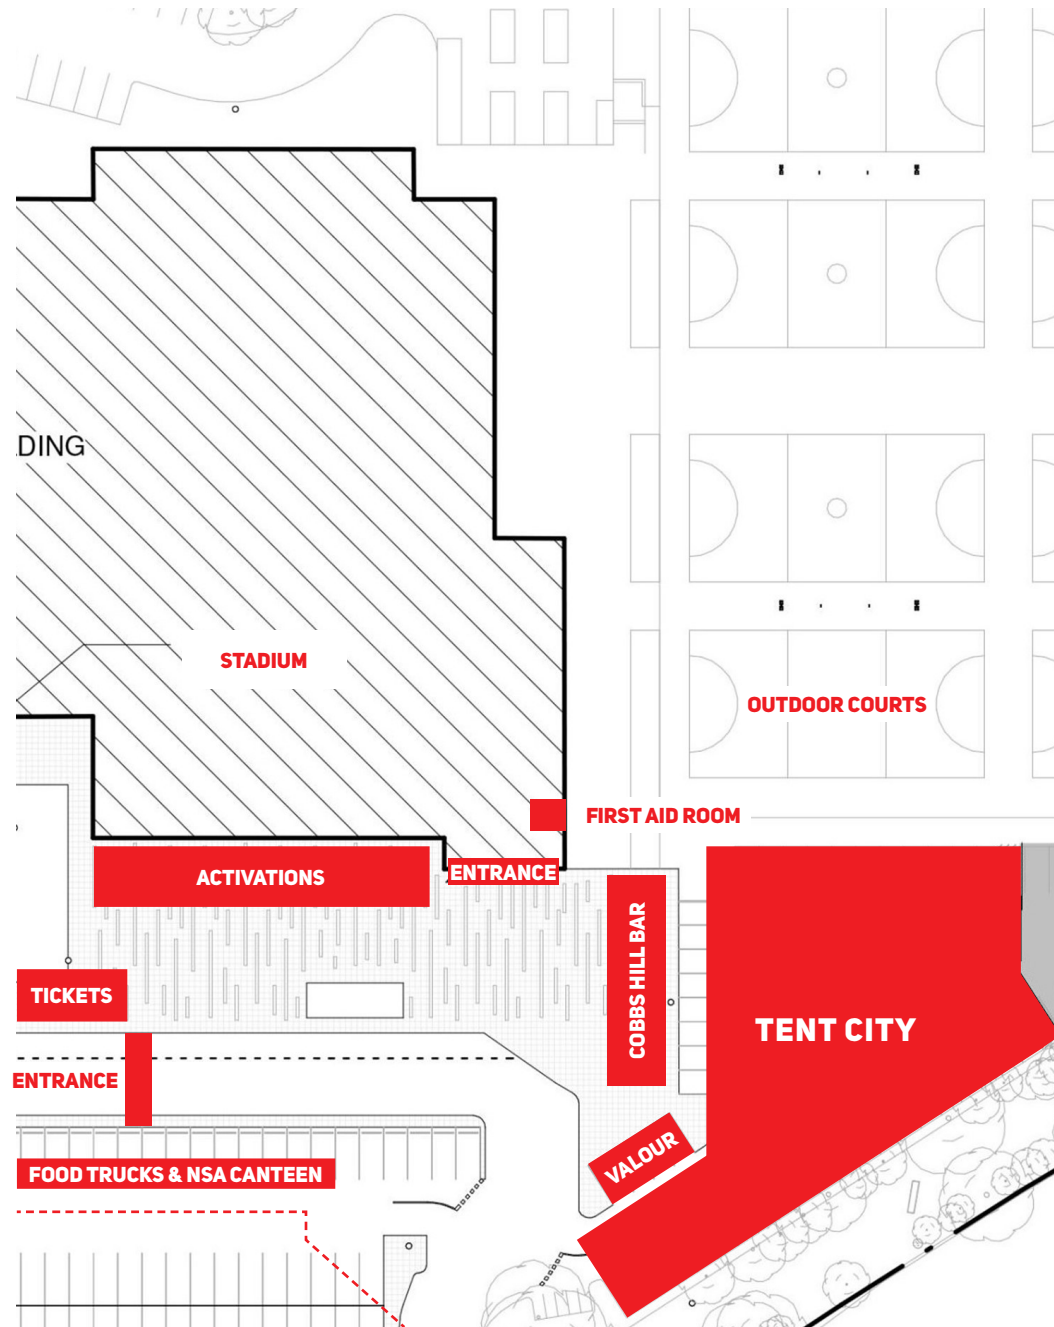 DING
STADIUM
OUTDOOR COURTS
FIRST AID ROOM
ENTRANCE
ACTIVATIONS
COBBS HILL BAR
TICKETS
TENT CITY
ENTRANCE
VALOUR
FOOD TRUCKS & NSA CANTEEN